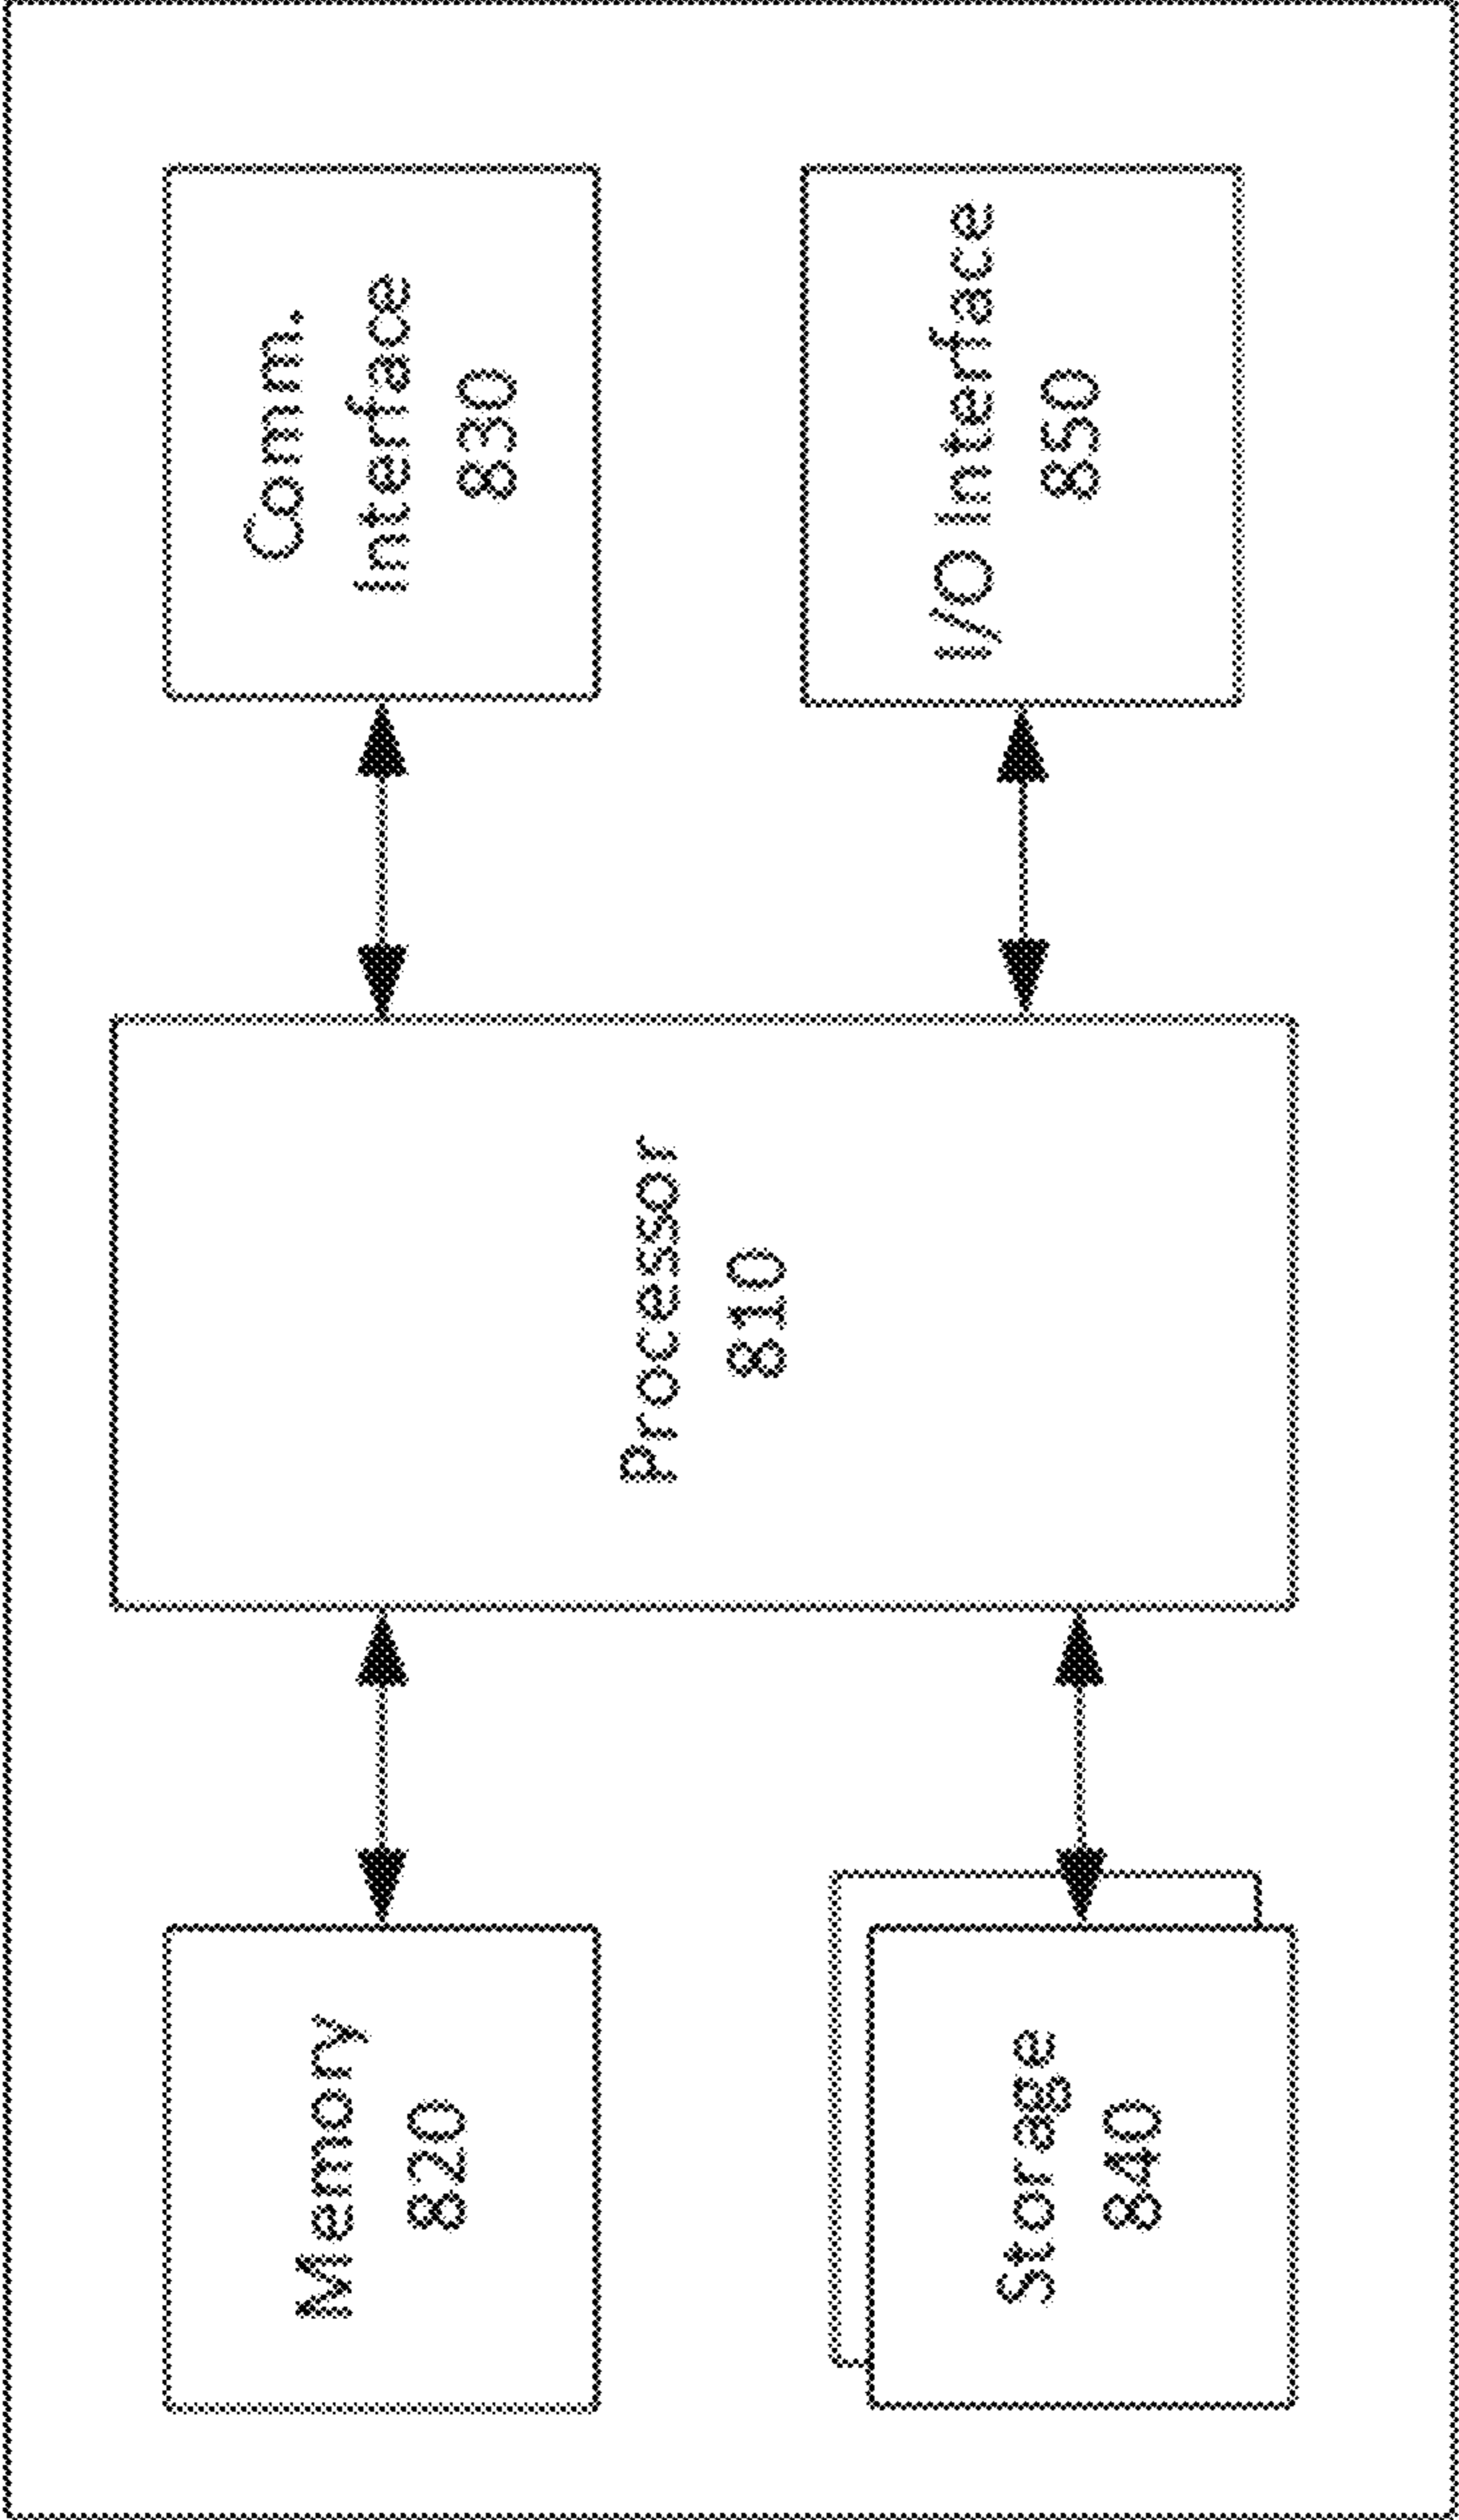 Memory
820
Processor
810
Comm.
Interface
830
Storage
840
I/O Interface
850